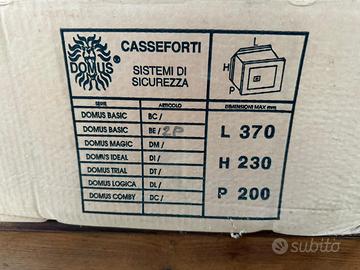 DOMUS
CASSEFORTI
SISTEMI DI
SICUREZZA
H
L
P
SERIE ARTICOLO DIMENSIONI MAX mm.
DOMUS BASIC BC/
DOMUS BASIC BE/2P
DOMUS MAGIC DM/
DOMUS IDEAL DI/
DOMUS TRIAL DT/
DOMUS LOGICA DL/
DOMUS COMBY DC/
L 370
H 230
P 200
subito